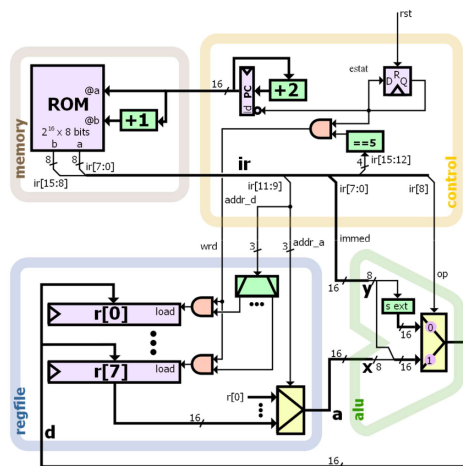 rst
estat
16
PC
ld
+2
D R Q
@a
ROM
@b
+1
2^16 x 8 bits
b a
8 8
ir[15:8]
ir[7:0]
memory
ir
==5
4
ir[15:12]
control
addr_d
ir[11:9]
ir[7:0]
ir[8]
wrd
3
3
addr_a
immed
op
16
8
y
s ext
16
0
1
r[0]
load
...
r[7]
load
r[0]
...
16
16
x
8
16
a
alu
regfile
d
16
16